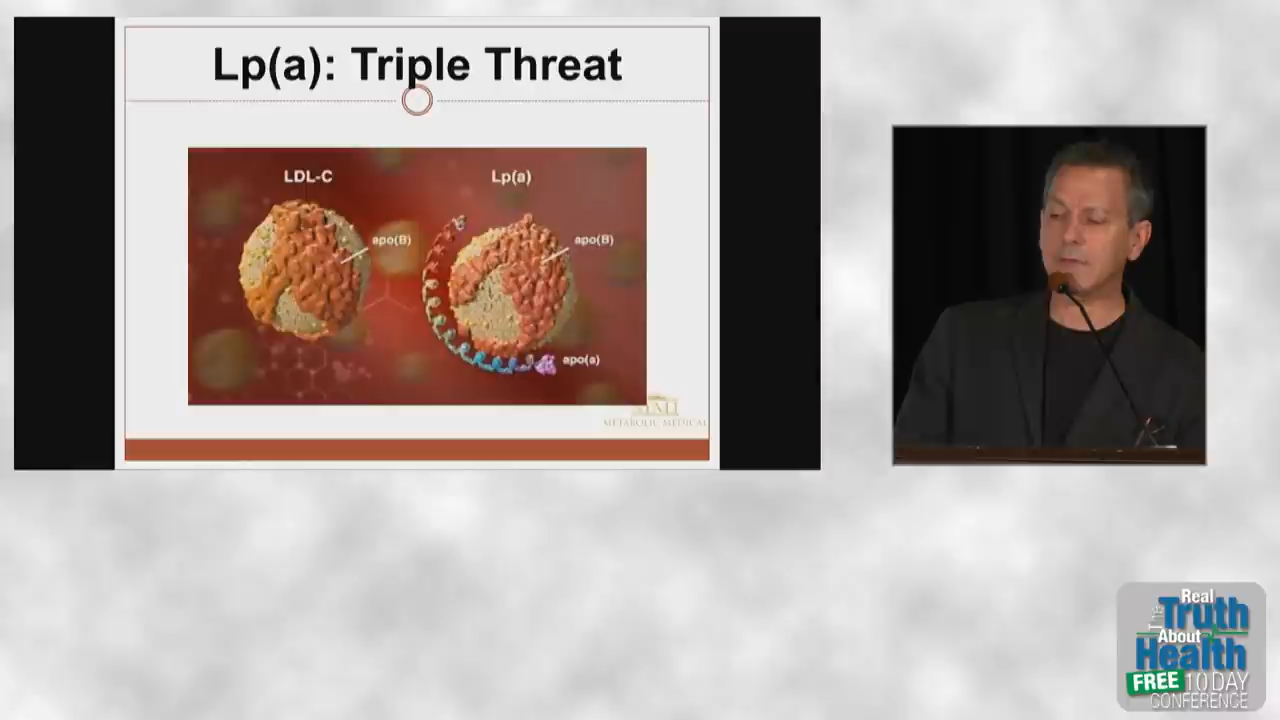 Lp(a): Triple Threat
LDL-C
Lp(a)
apo(B)
apo(B)
apo(a)
METABOLIC MEDICAL
Real
The Truth
About
Health
FREE 10 DAY
CONFERENCE